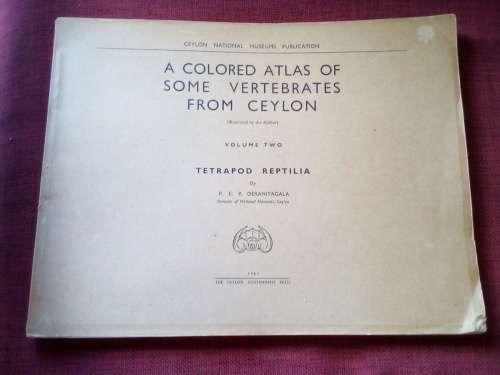 CEYLON NATIONAL MUSEUMS PUBLICATION
A COLORED ATLAS OF
SOME VERTEBRATES
FROM CEYLON
(Illustrated by the Author)
VOLUME TWO
TETRAPOD REPTILIA
By
P. E. P. DERANIYAGALA
Director of National Museums, Ceylon
THE CEYLON GOVERNMENT PRESS